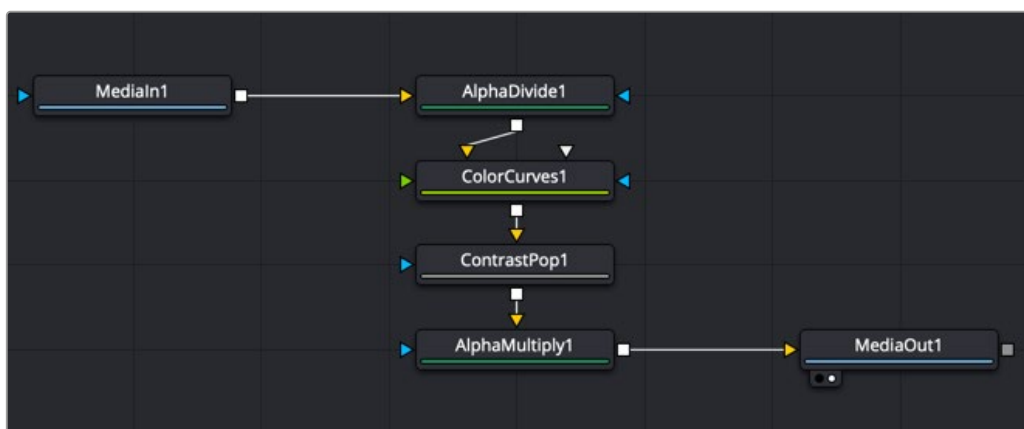 MediaIn1
AlphaDivide1
ColorCurves1
ContrastPop1
AlphaMultiply1
MediaOut1